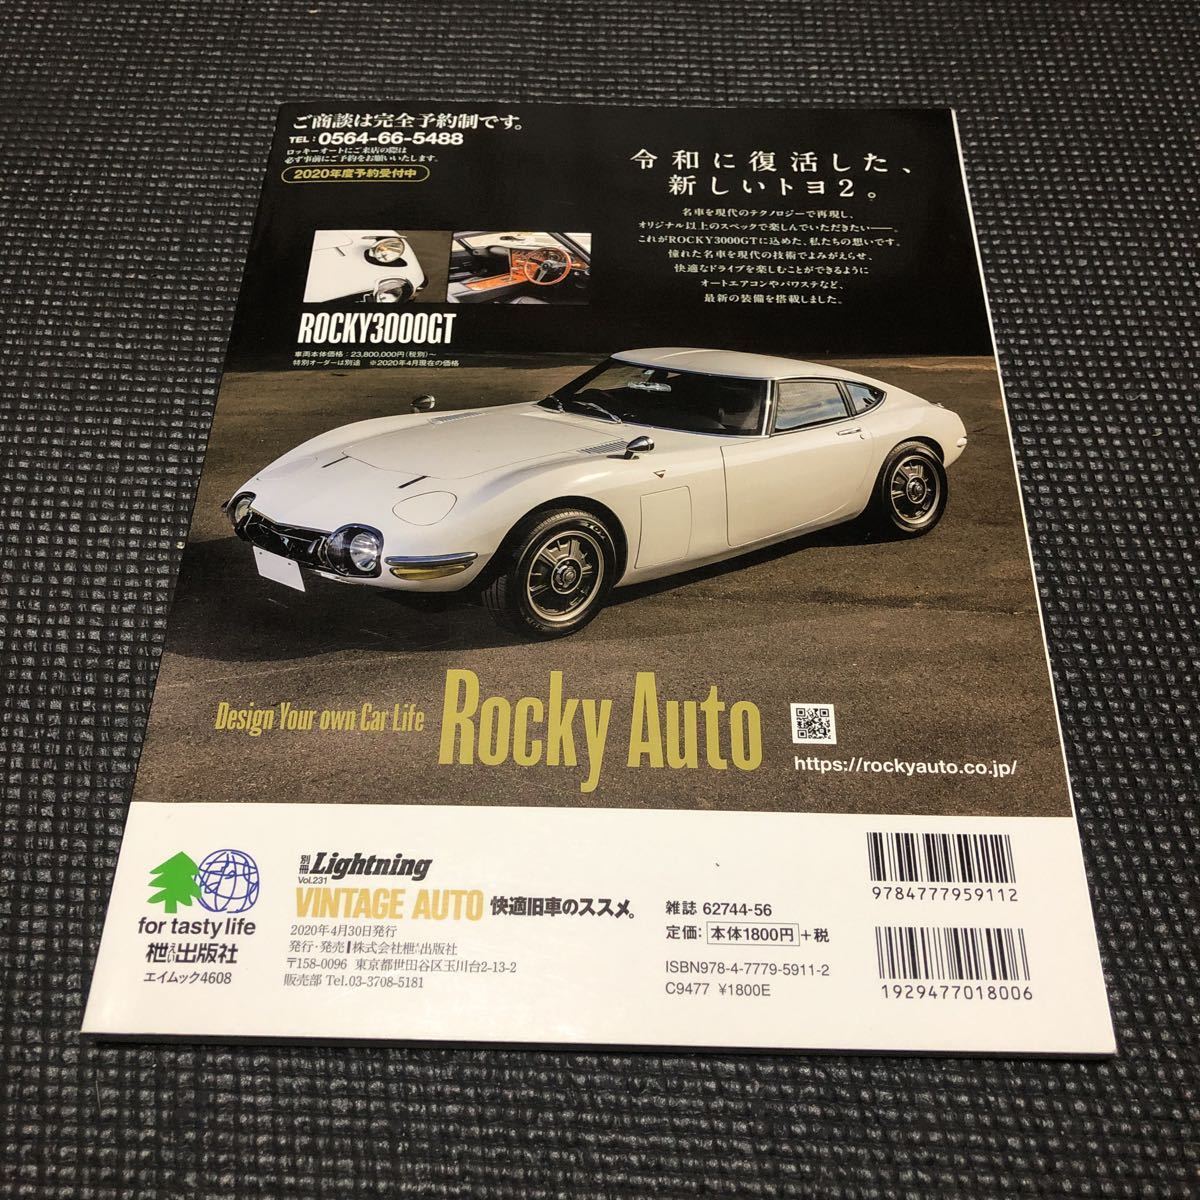 ご商談は完全予約制です。
TEL：0564-66-5488
ロッキーオートにご来店の際は
必ず事前にご予約をお願いいたします。
2020年度予約受付中
令和に復活した、
新しいトヨ2。
名車を現代のテクノロジーで再現し、
オリジナル以上のスペックで楽しんでいただきたい――。
これがROCKY3000GTに込めた、私たちの想いです。
憧れた名車を現代の技術でよみがえらせ、
快適なドライブを楽しむことができるように
オートエアコンやパワステなど、
最新の装備を搭載しました。
ROCKY3000GT
車両本体価格：23,800,000円（税別）～
特別オーダーは別途　※2020年4月現在の価格
Design Your own Car Life
Rocky Auto
https://rockyauto.co.jp/
for tasty life
枻えい出版社
エイムック4608
別冊 Lightning
Vol.231
VINTAGE AUTO 快適旧車のススメ。
2020年4月30日発行
発行・発売 株式会社枻出版社
〒158-0096 東京都世田谷区玉川台2-13-2
販売部 Tel.03-3708-5181
雑誌 62744-56
定価：本体1800円+税
ISBN978-4-7779-5911-2
C9477 ¥1800E
9784777959112
1929477018006